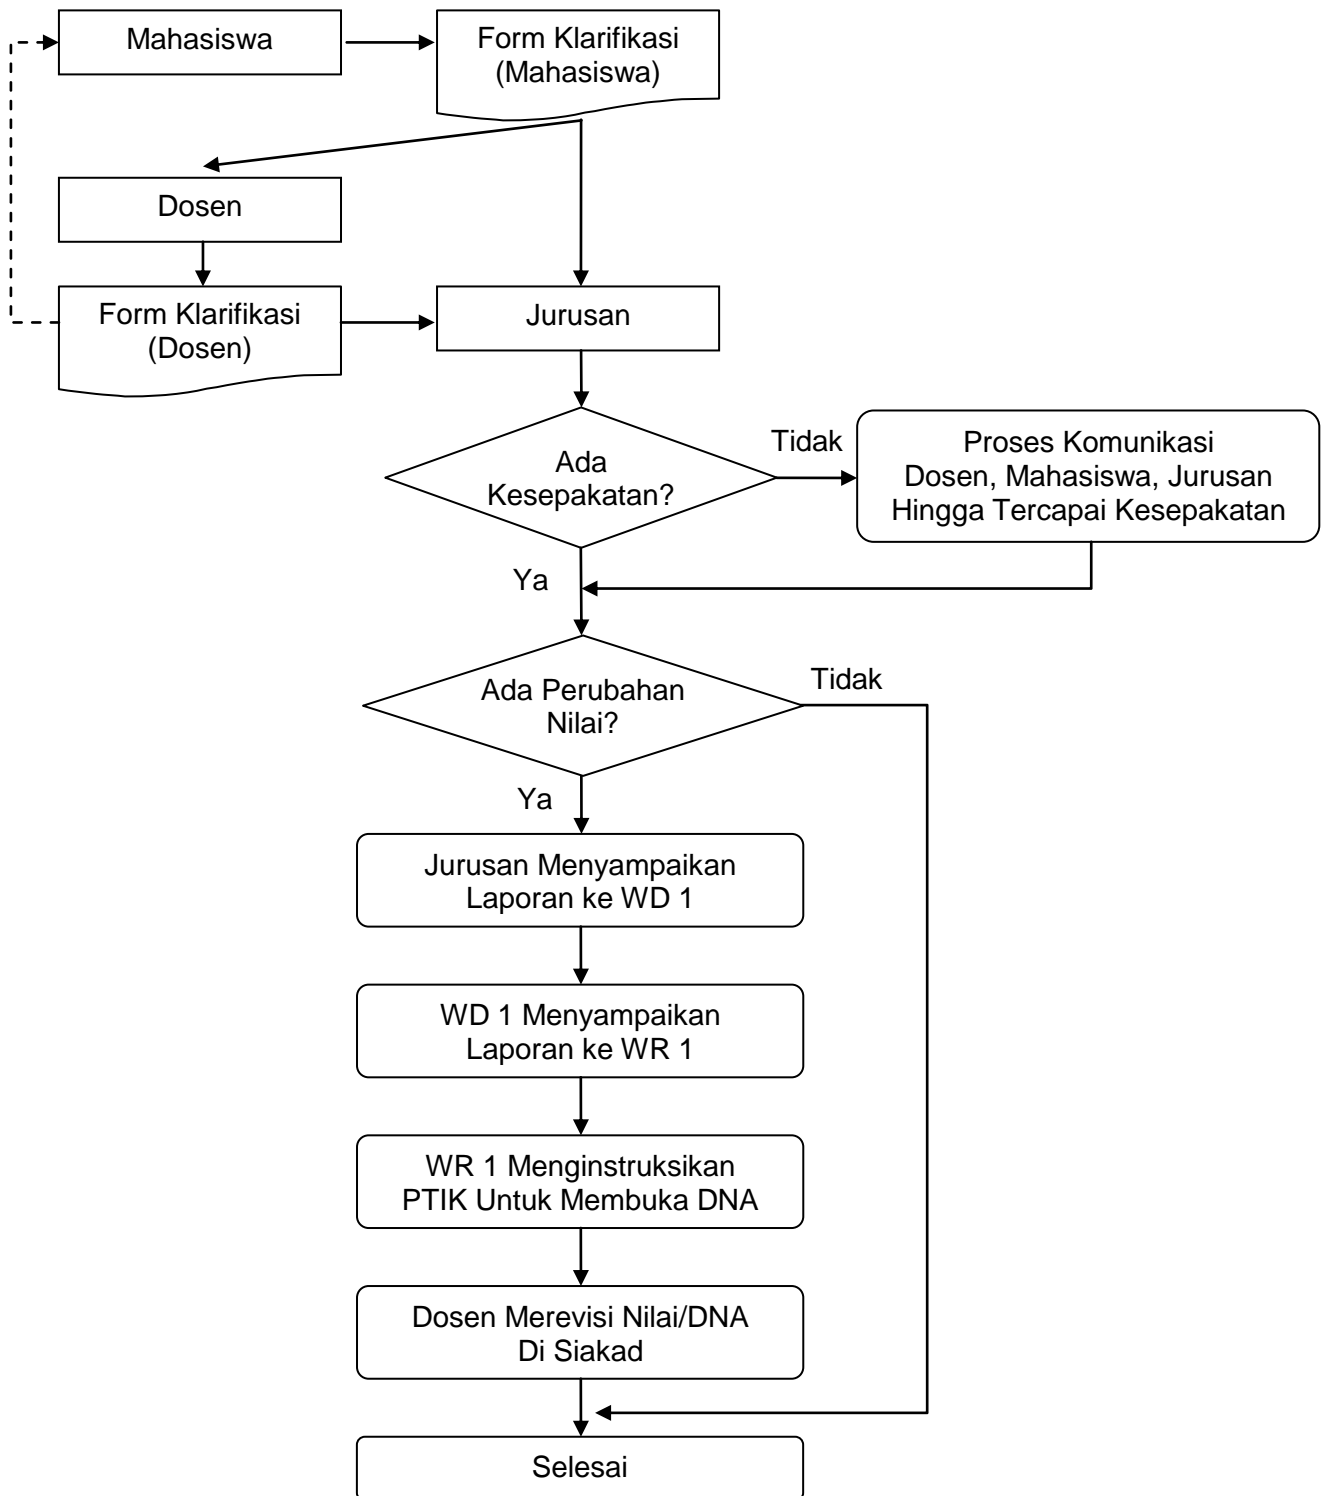 Mahasiswa
Form Klarifikasi
(Mahasiswa)
Dosen
Form Klarifikasi
(Dosen)
Jurusan
Ada
Kesepakatan?
Tidak
Proses Komunikasi
Dosen, Mahasiswa, Jurusan
Hingga Tercapai Kesepakatan
Ya
Ada Perubahan
Nilai?
Tidak
Ya
Jurusan Menyampaikan
Laporan ke WD 1
WD 1 Menyampaikan
Laporan ke WR 1
WR 1 Menginstruksikan
PTIK Untuk Membuka DNA
Dosen Merevisi Nilai/DNA
Di Siakad
Selesai